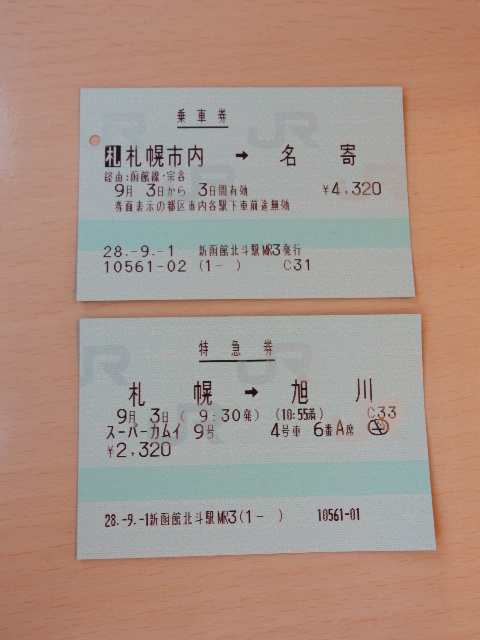 乗車券
札 札幌市内 → 名寄
経由:函館線・宗谷
9月 3日から 3日間有効 ¥4,320
券面表示の都区市内各駅下車前途無効
28.-9.-1 新函館北斗駅MR3発行
10561-02 (1- ) C31
特急券
札幌 → 旭川
9月 3日 (9:30発) (10:55着) C33
スーパーカムイ 9号 4号車 6番A席
¥2,320
28.-9.-1新函館北斗駅MR3(1- ) 10561-01